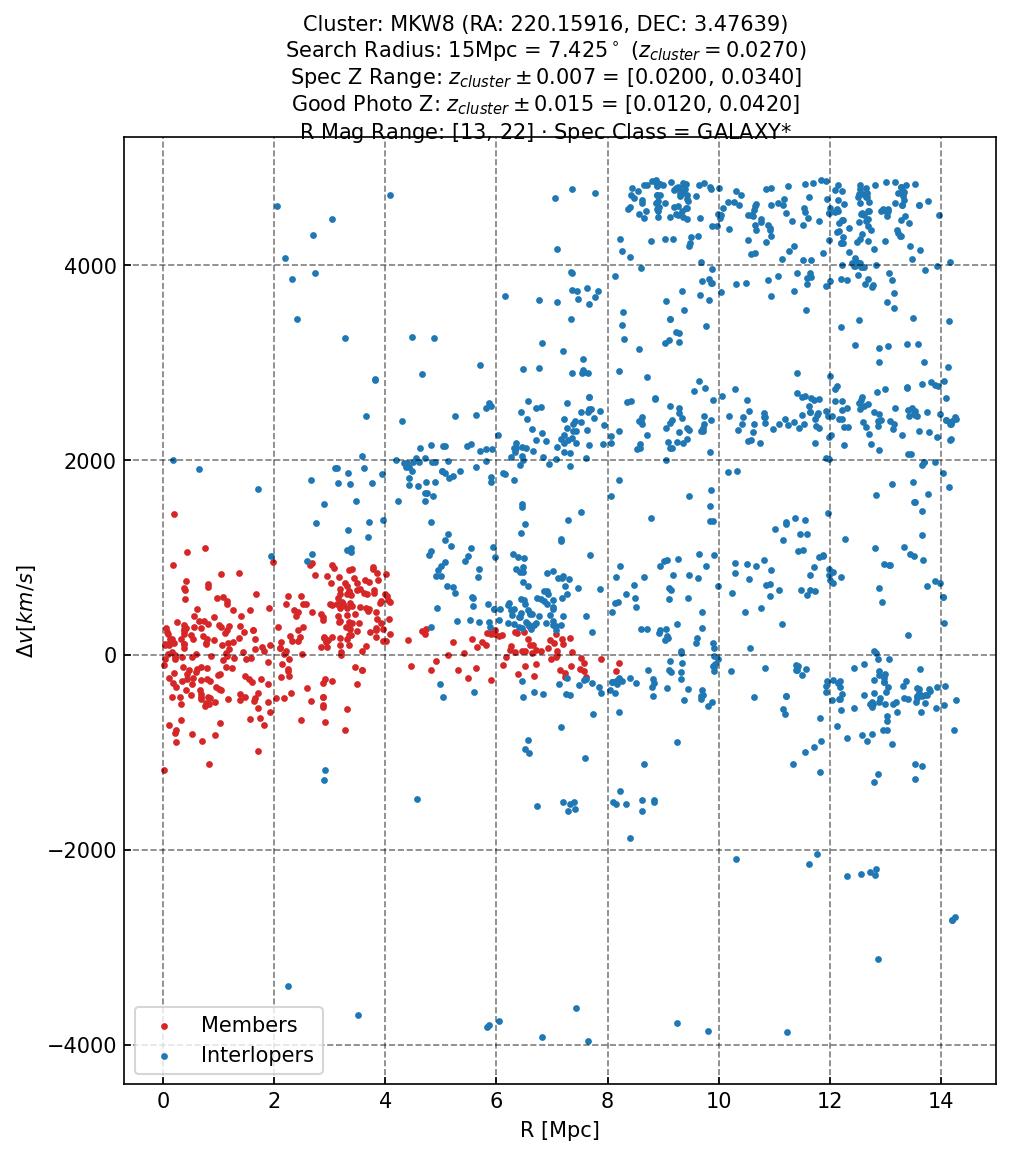 Cluster: MKW8 (RA: 220.15916, DEC: 3.47639)
Search Radius: 15Mpc = 7.425° (z_cluster = 0.0270)
Spec Z Range: z_cluster ± 0.007 = [0.0200, 0.0340]
Good Photo Z: z_cluster ± 0.015 = [0.0120, 0.0420]
R Mag Range: [13, 22] · Spec Class = GALAXY*
4000
2000
0
−2000
−4000
Δv[km/s]
Members
Interlopers
0 2 4 6 8 10 12 14
R [Mpc]